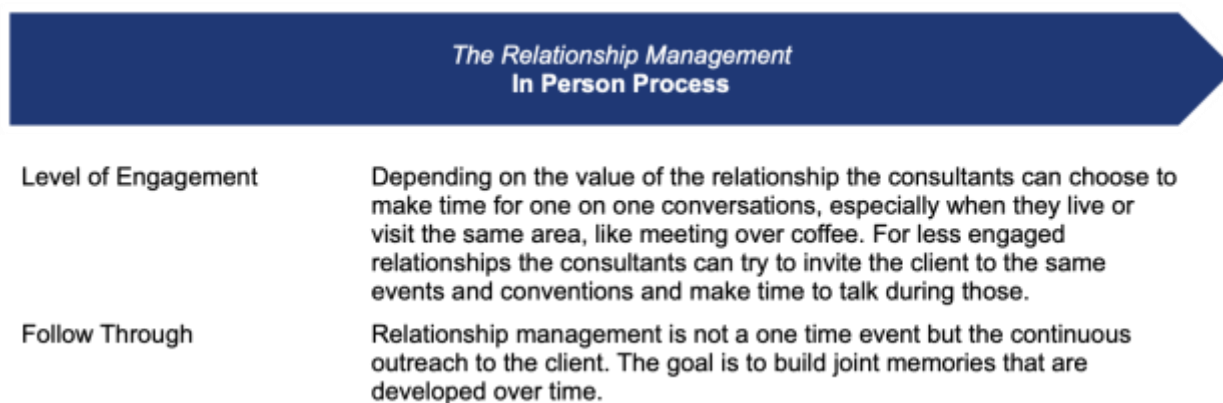 The Relationship Management
In Person Process
Level of Engagement
Depending on the value of the relationship the consultants can choose to
make time for one on one conversations, especially when they live or
visit the same area, like meeting over coffee. For less engaged
relationships the consultants can try to invite the client to the same
events and conventions and make time to talk during those.
Follow Through
Relationship management is not a one time event but the continuous
outreach to the client. The goal is to build joint memories that are
developed over time.